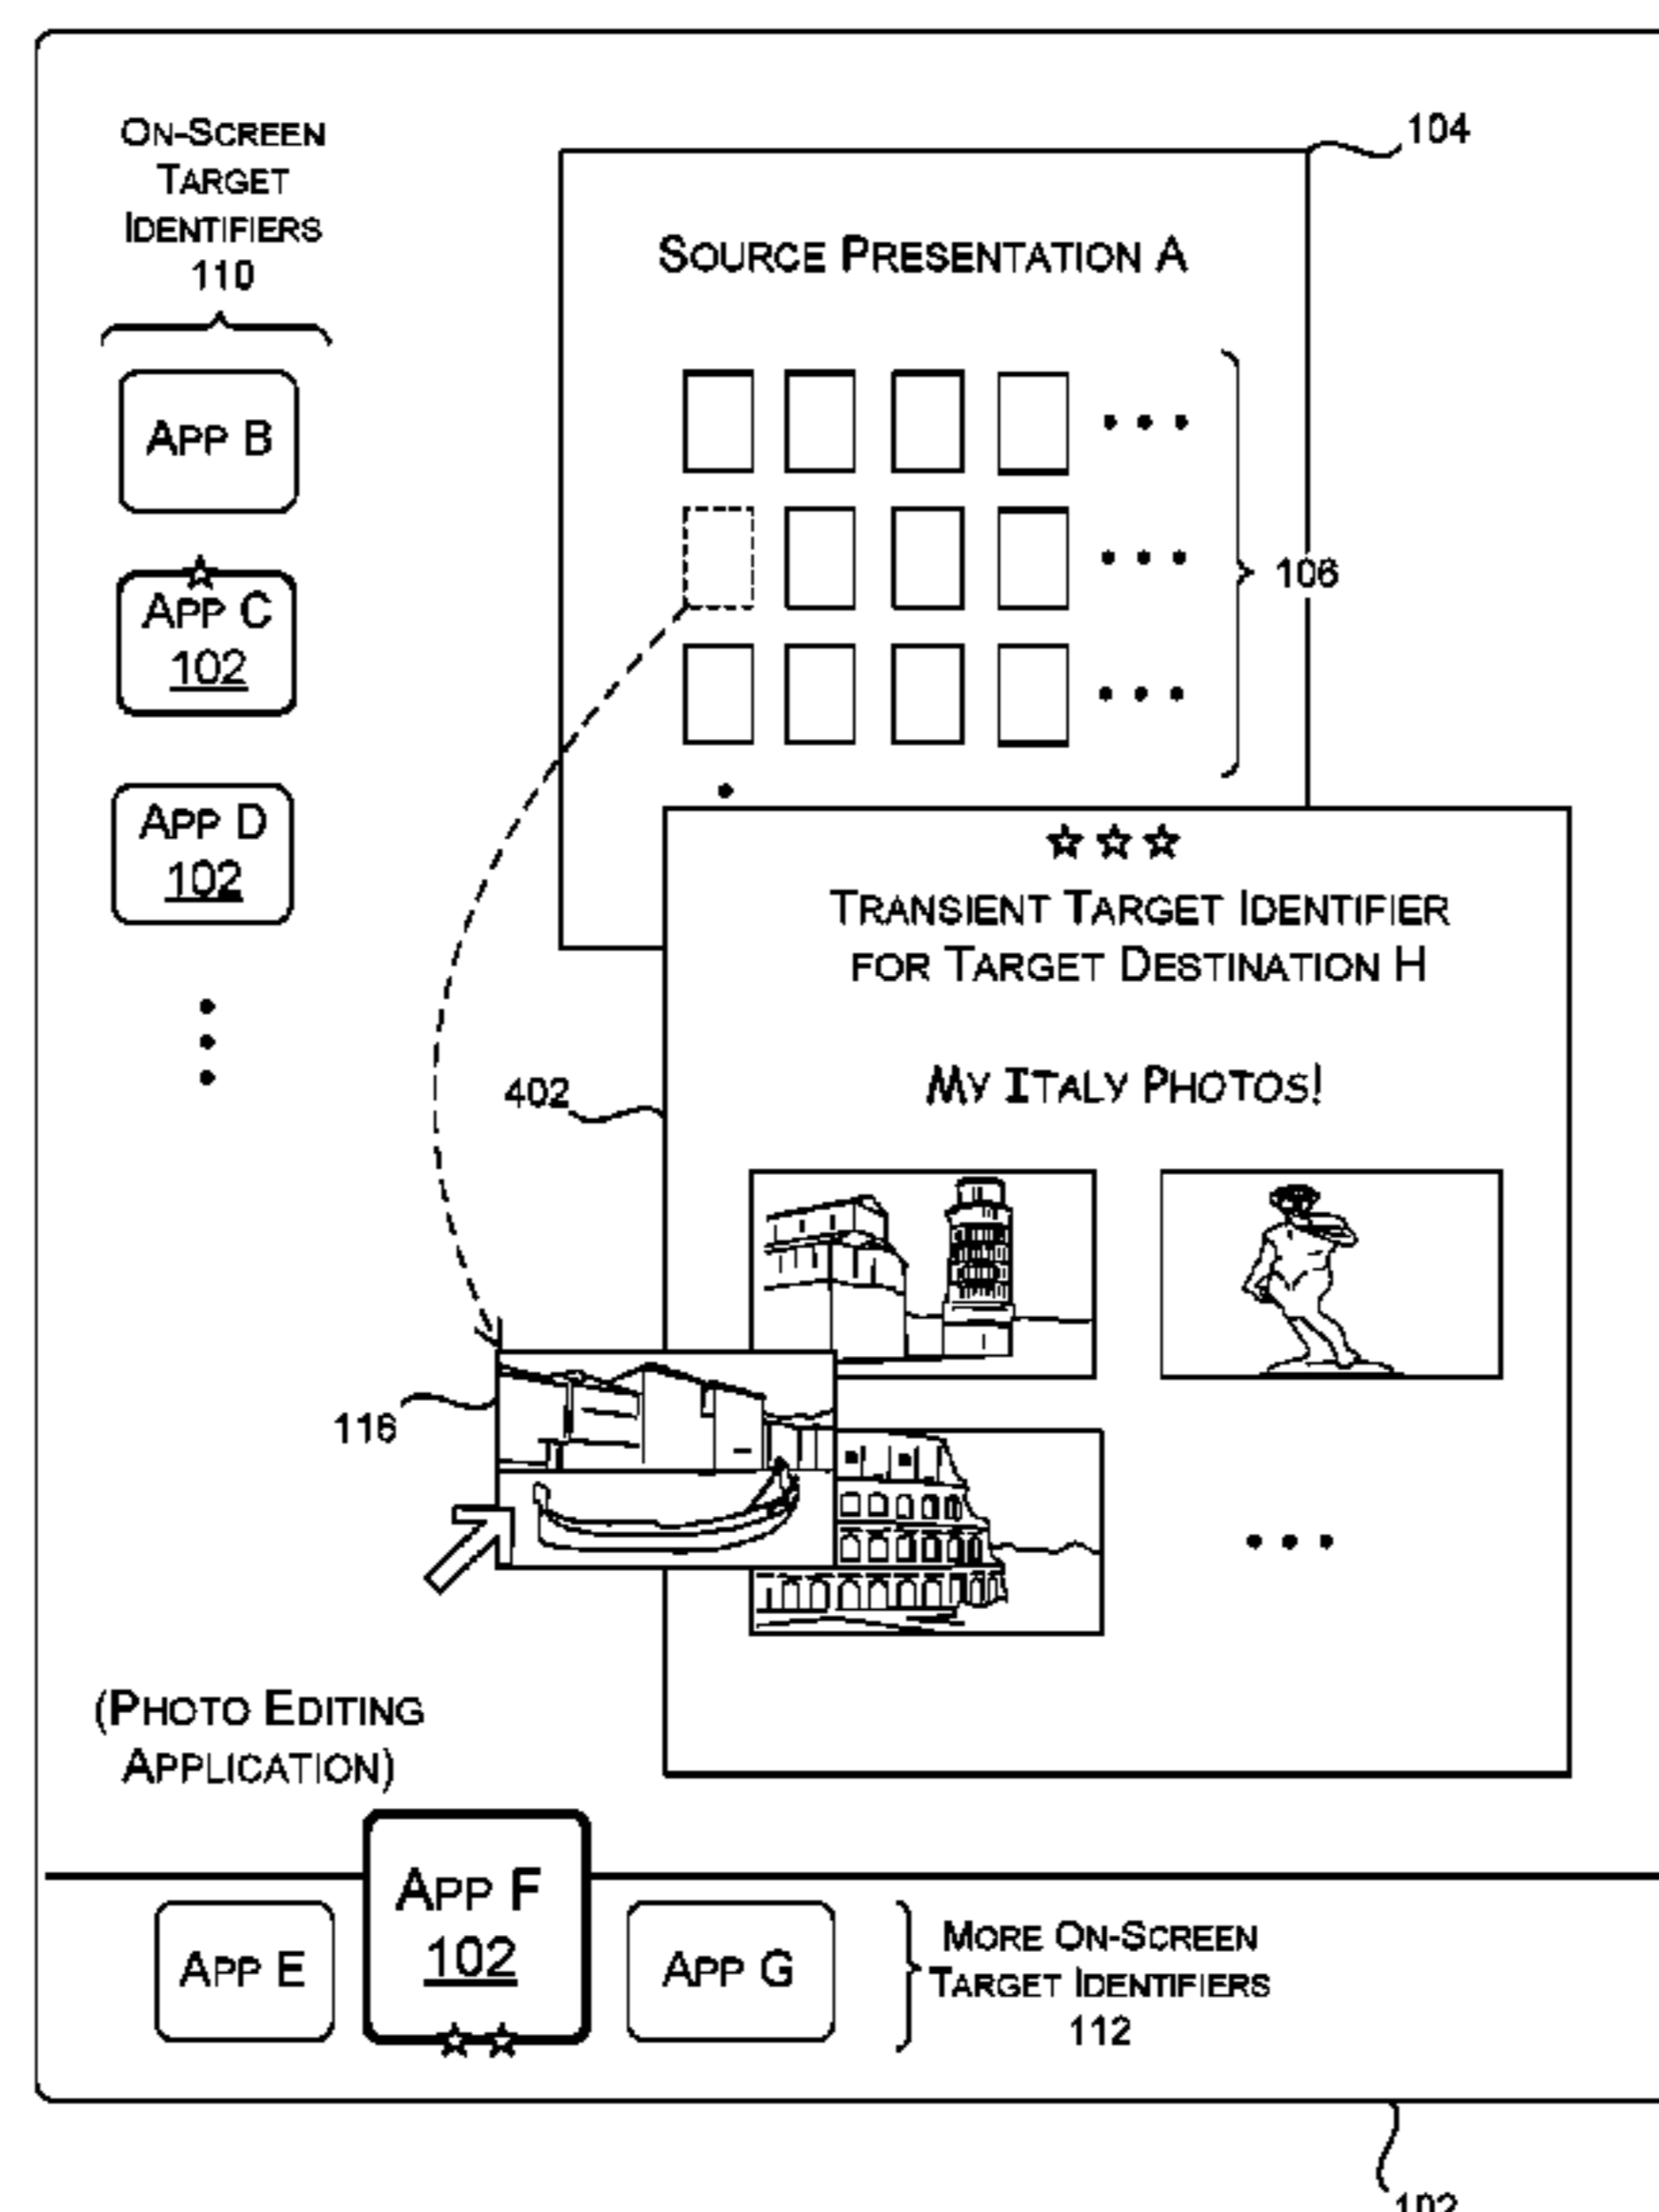 ON-SCREEN
TARGET
IDENTIFIERS
110
104
SOURCE PRESENTATION A
APP B
APP C
102
106
APP D
102
TRANSIENT TARGET IDENTIFIER
FOR TARGET DESTINATION H
402
MY ITALY PHOTOS!
116
(PHOTO EDITING
APPLICATION)
APP E
APP F
102
APP G
MORE ON-SCREEN
TARGET IDENTIFIERS
112
102